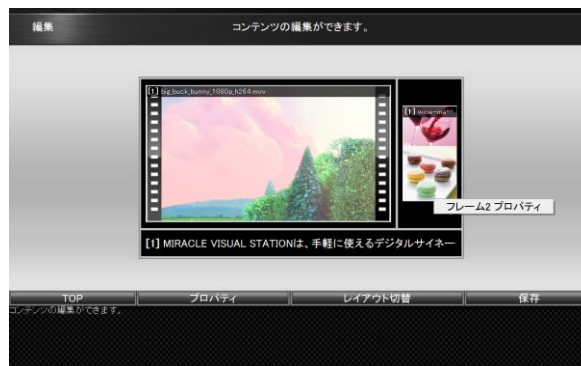 編集
コンテンツの編集ができます。
[1] big_buck_bunny_1080p_h264.mov
[1] wine-ma
フレーム2 プロパティ
[1] MIRACLE VISUAL STATIONは、手軽に使えるデジタルサイネー
TOP
プロパティ
レイアウト切替
保存
コンテンツの編集ができます。